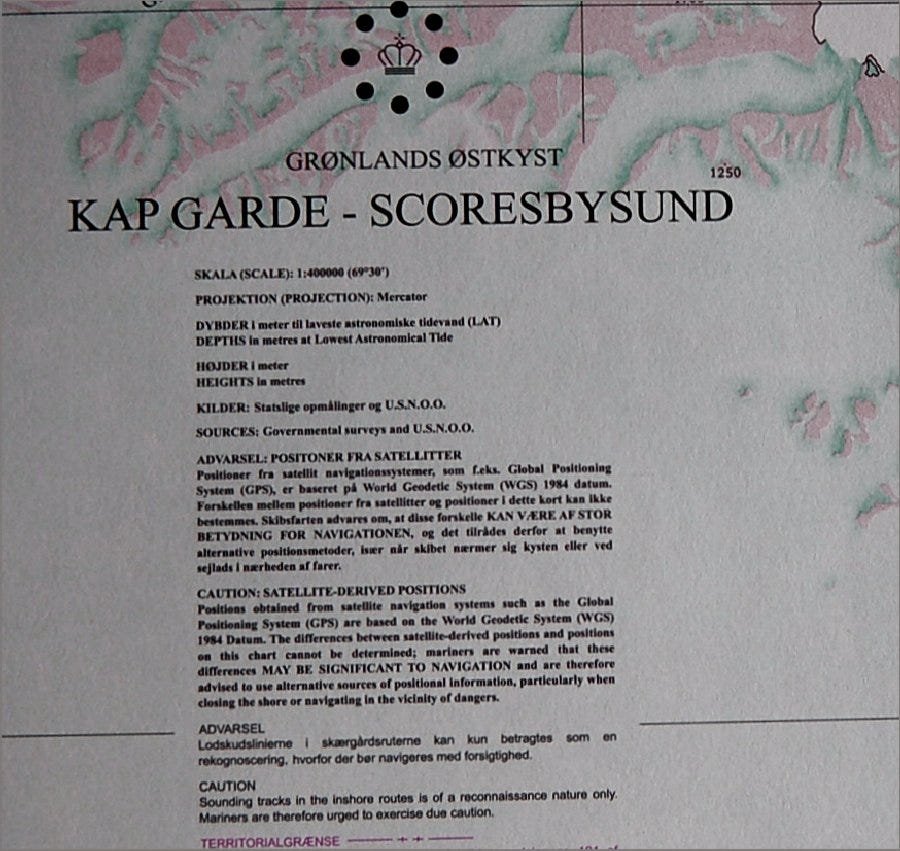 GRØNLANDS ØSTKYST
1250
KAP GARDE - SCORESBYSUND
SKALA (SCALE): 1:400000 (69°30')
PROJEKTION (PROJECTION): Mercator
DYBDER i meter til laveste astronomiske tidevand (LAT)
DEPTHS in metres at Lowest Astronomical Tide
HØJDER i meter
HEIGHTS in metres
KILDER: Statslige opmålinger og U.S.N.O.O.
SOURCES: Governmental surveys and U.S.N.O.O.
ADVARSEL: POSITONER FRA SATELLITTER
Positioner fra satellit navigationssystemer, som f.eks. Global Positioning
System (GPS), er baseret på World Geodetic System (WGS) 1984 datum.
Forskellen mellem positioner fra satellitter og positioner i dette kort kan ikke
bestemmes. Skibsfarten advares om, at disse forskelle KAN VÆRE AF STOR
BETYDNING FOR NAVIGATIONEN, og det tilrådes derfor at benytte
alternative positionsmetoder, især når skibet nærmer sig kysten eller ved
sejlads i nærheden af farer.
CAUTION: SATELLITE-DERIVED POSITIONS
Positions obtained from satellite navigation systems such as the Global
Positioning System (GPS) are based on the World Geodetic System (WGS)
1984 Datum. The differences between satellite-derived positions and positions
on this chart cannot be determined; mariners are warned that these
differences MAY BE SIGNIFICANT TO NAVIGATION and are therefore
advised to use alternative sources of positional information, particularly when
closing the shore or navigating in the vicinity of dangers.
ADVARSEL
Lodskudslinierne i skærgårdsruterne kan kun betragtes som en
rekognoscering, hvorfor der bør navigeres med forsigtighed.
CAUTION
Sounding tracks in the inshore routes is of a reconnaissance nature only.
Mariners are therefore urged to exercise due caution.
TERRITORIALGRÆNSE